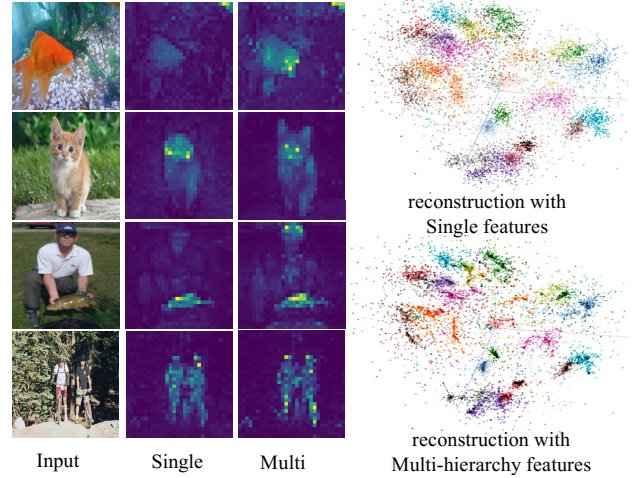 reconstruction with
Single features
reconstruction with
Multi-hierarchy features
Input
Single
Multi